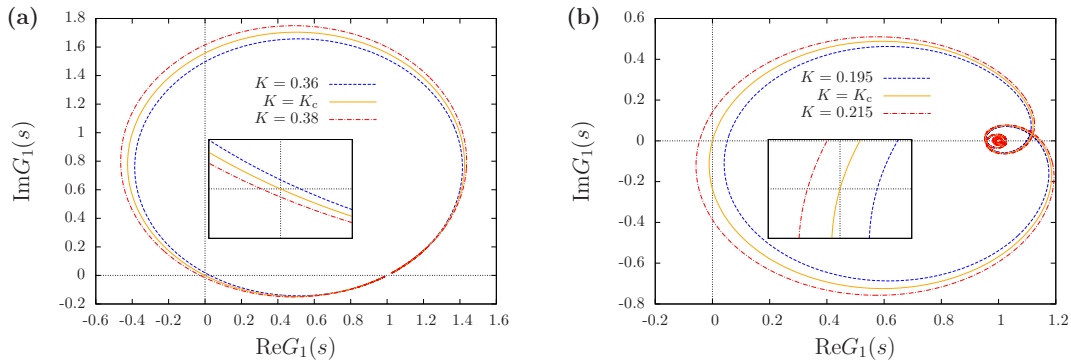 (a)
ImG₁(s)
1.8
1.6
1.4
1.2
1
0.8
0.6
0.4
0.2
0
-0.2
K = 0.36
K = K_c
K = 0.38
-0.6 -0.4 -0.2 0 0.2 0.4 0.6 0.8 1 1.2 1.4 1.6
ReG₁(s)
(b)
ImG₁(s)
0.6
0.4
0.2
0
-0.2
-0.4
-0.6
-0.8
K = 0.195
K = K_c
K = 0.215
-0.2 0 0.2 0.4 0.6 0.8 1 1.2
ReG₁(s)